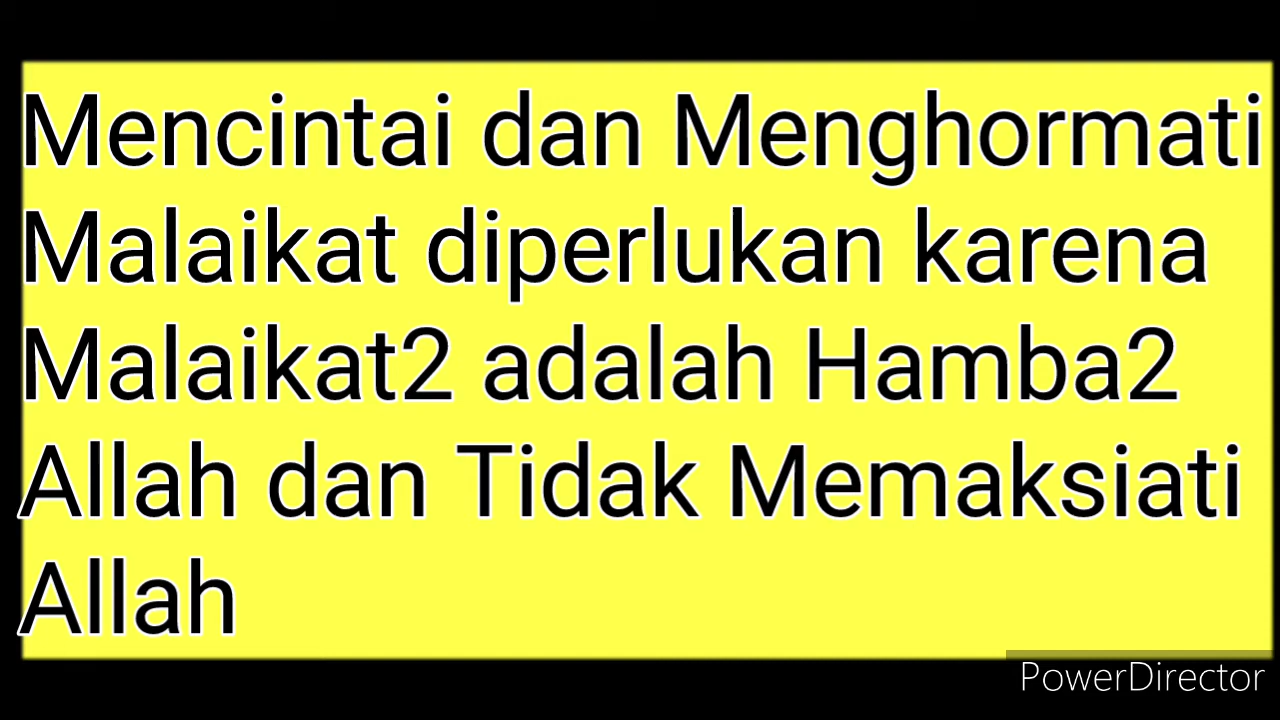 Mencintai dan Menghormati
Malaikat diperlukan karena
Malaikat2 adalah Hamba2
Allah dan Tidak Memaksiati
Allah
PowerDirector